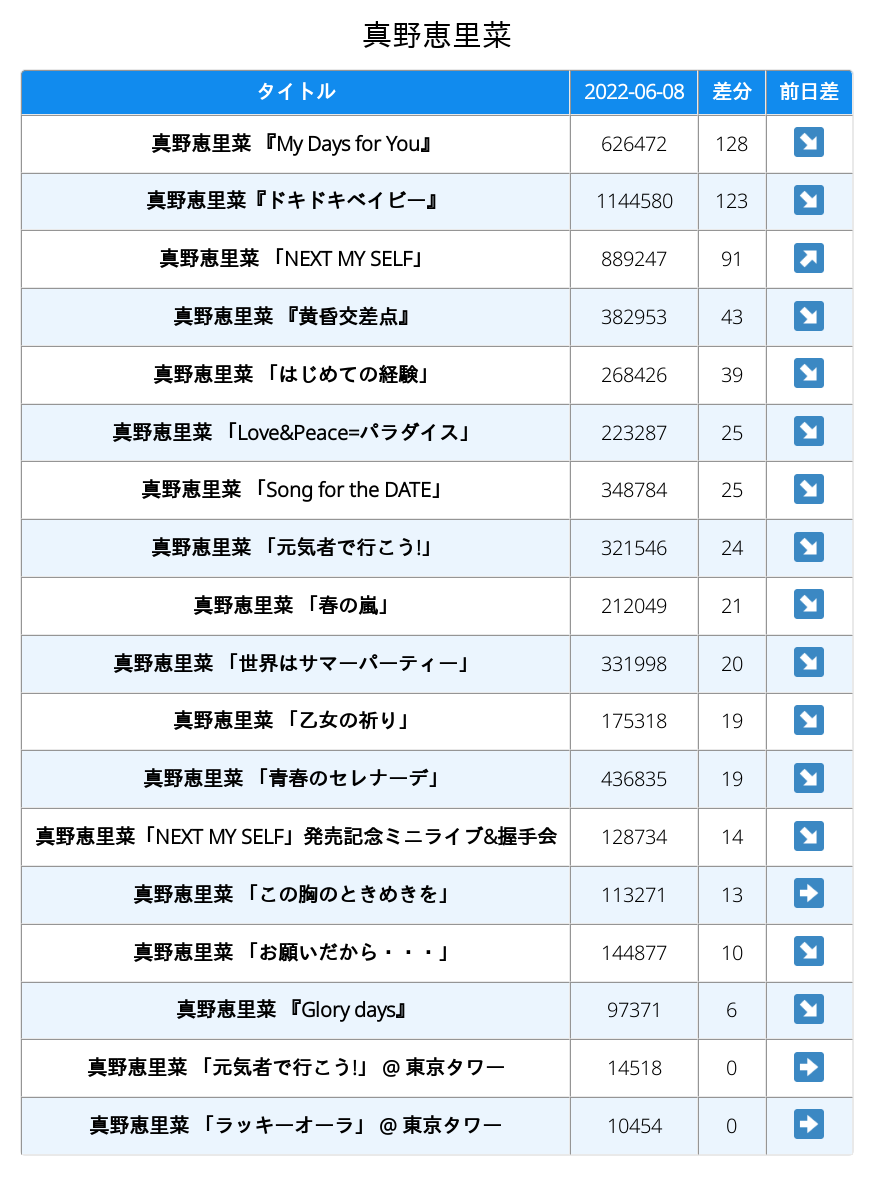 真野恵里菜
タイトル 2022-06-08 差分 前日差
真野恵里菜 『My Days for You』 626472 128 ↘
真野恵里菜『ドキドキベイビー』 1144580 123 ↘
真野恵里菜 「NEXT MY SELF」 889247 91 ↗
真野恵里菜 『黄昏交差点』 382953 43 ↘
真野恵里菜 「はじめての経験」 268426 39 ↘
真野恵里菜 「Love&Peace=パラダイス」 223287 25 ↘
真野恵里菜 「Song for the DATE」 348784 25 ↘
真野恵里菜 「元気者で行こう!」 321546 24 ↘
真野恵里菜 「春の嵐」 212049 21 ↘
真野恵里菜 「世界はサマーパーティー」 331998 20 ↘
真野恵里菜 「乙女の祈り」 175318 19 ↘
真野恵里菜 「青春のセレナーデ」 436835 19 ↘
真野恵里菜「NEXT MY SELF」発売記念ミニライブ&握手会 128734 14 ↘
真野恵里菜 「この胸のときめきを」 113271 13 ➡
真野恵里菜 「お願いだから・・・」 144877 10 ↘
真野恵里菜 『Glory days』 97371 6 ↘
真野恵里菜 「元気者で行こう!」 @ 東京タワー 14518 0 ➡
真野恵里菜 「ラッキーオーラ」 @ 東京タワー 10454 0 ➡